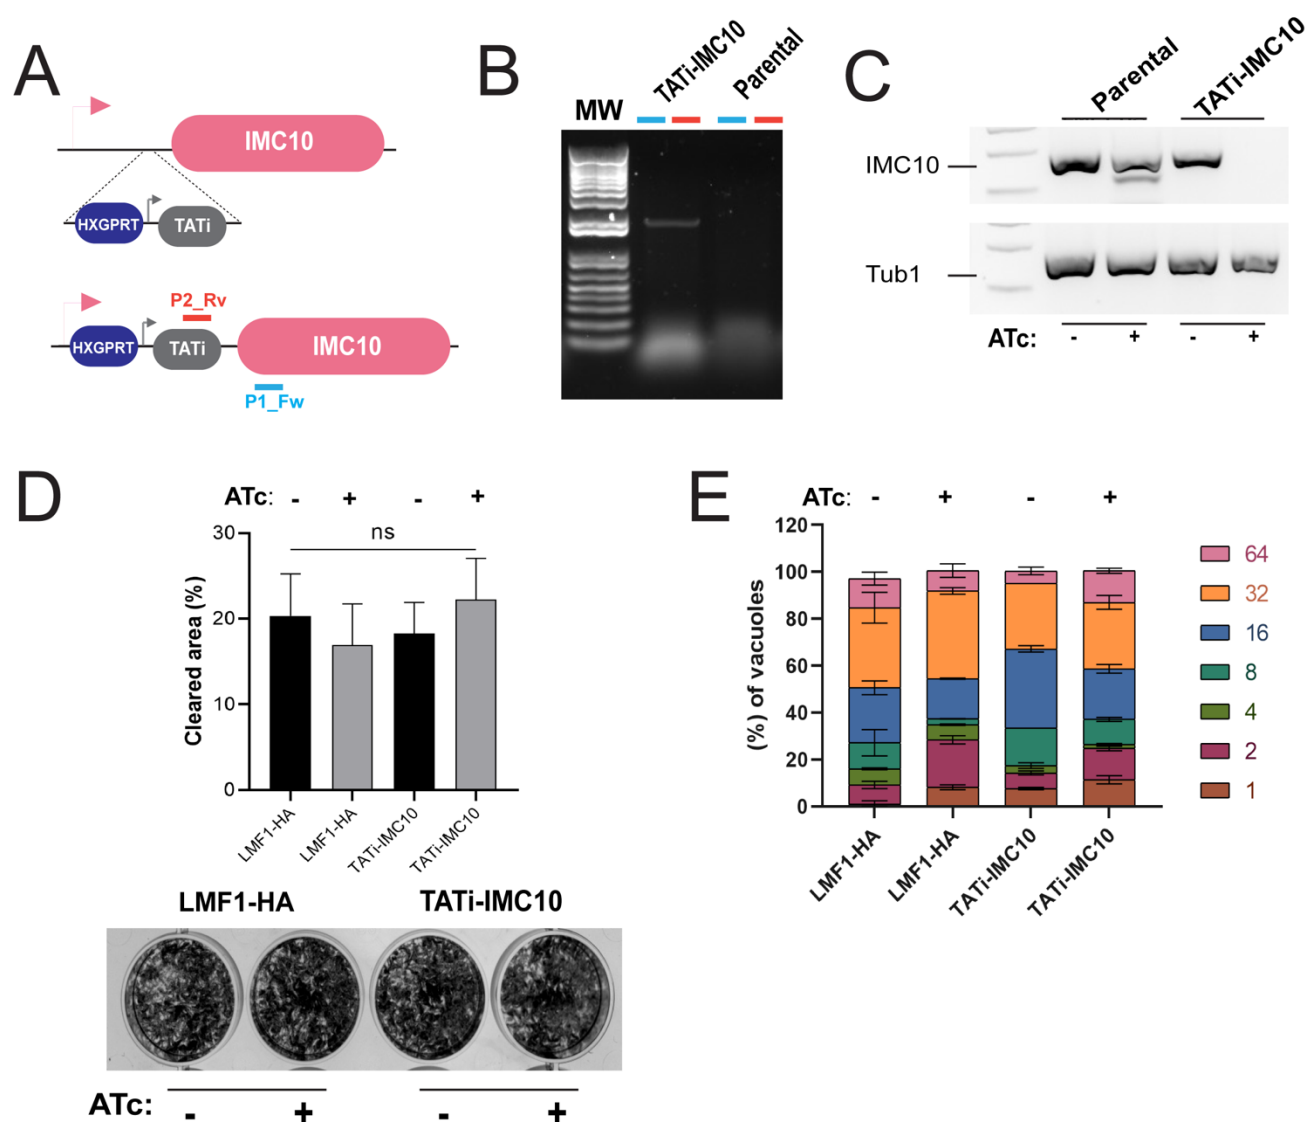 A
IMC10
HXGPRT
TATi
P2_Rv
HXGPRT
TATi
IMC10
P1_Fw
B
TATi-IMC10
Parental
MW
C
Parental
TATi-IMC10
IMC10
Tub1
ATc: - + - +
D
ATc: - + - +
ns
Cleared area (%)
30
20
10
0
LMF1-HA
LMF1-HA
TATi-IMC10
TATi-IMC10
LMF1-HA TATi-IMC10
ATc: - + - +
E
ATc: - + - +
(%) of vacuoles
120
100
80
60
40
20
0
LMF1-HA
LMF1-HA
TATi-IMC10
TATi-IMC10
64
32
16
8
4
2
1